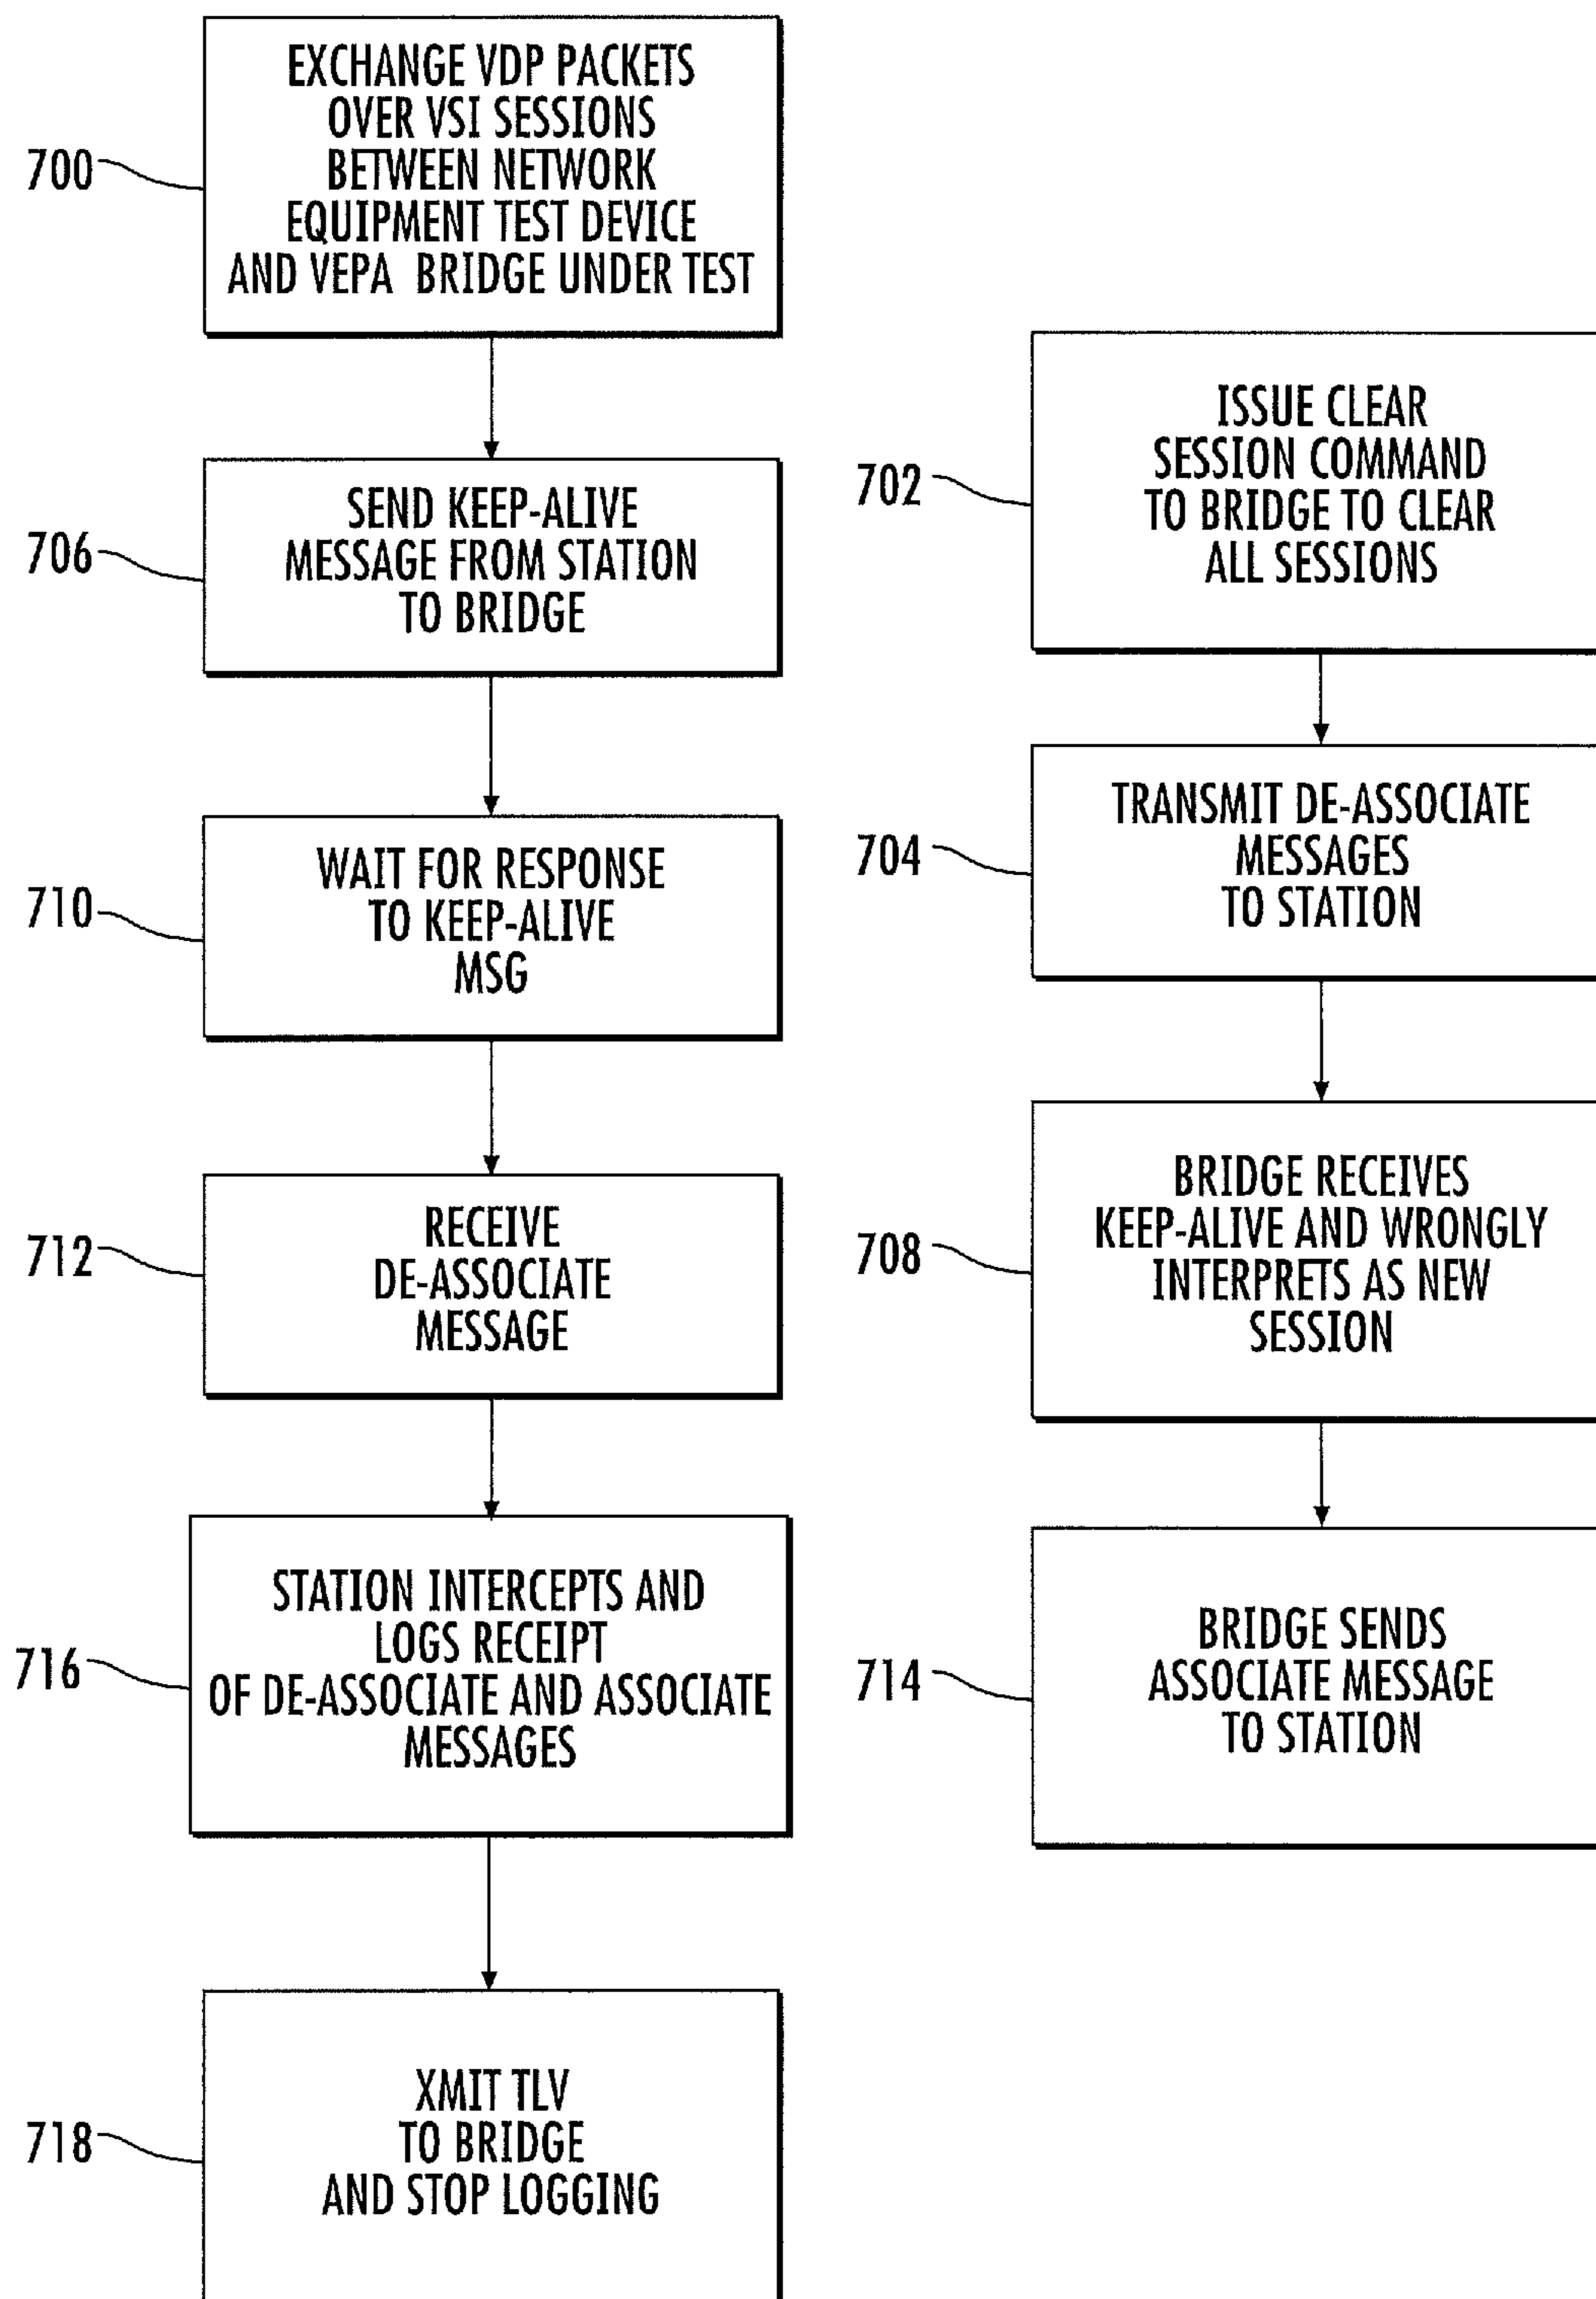 700
EXCHANGE VDP PACKETS
OVER VSI SESSIONS
BETWEEN NETWORK
EQUIPMENT TEST DEVICE
AND VEPA BRIDGE UNDER TEST
706
SEND KEEP-ALIVE
MESSAGE FROM STATION
TO BRIDGE
710
WAIT FOR RESPONSE
TO KEEP-ALIVE
MSG
712
RECEIVE
DE-ASSOCIATE
MESSAGE
716
STATION INTERCEPTS AND
LOGS RECEIPT
OF DE-ASSOCIATE AND ASSOCIATE
MESSAGES
718
XMIT TLV
TO BRIDGE
AND STOP LOGGING
702
ISSUE CLEAR
SESSION COMMAND
TO BRIDGE TO CLEAR
ALL SESSIONS
704
TRANSMIT DE-ASSOCIATE
MESSAGES
TO STATION
708
BRIDGE RECEIVES
KEEP-ALIVE AND WRONGLY
INTERPRETS AS NEW
SESSION
714
BRIDGE SENDS
ASSOCIATE MESSAGE
TO STATION